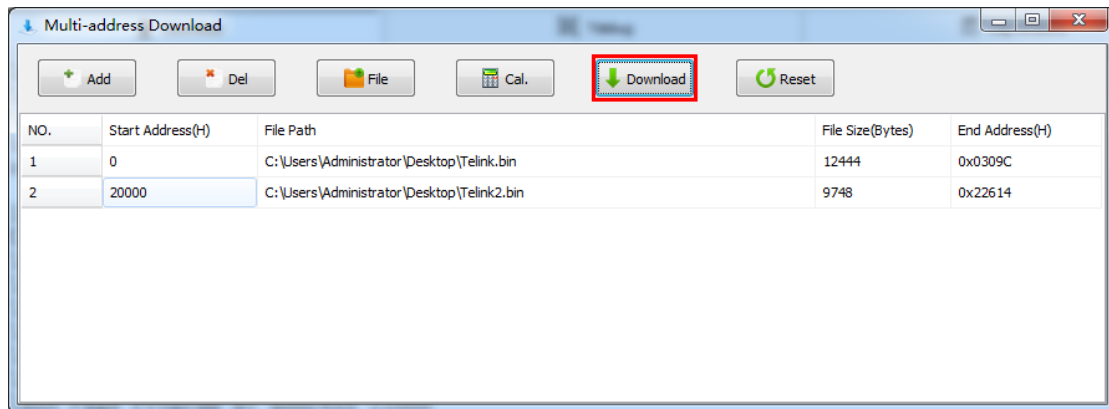 Multi-address Download
Add Del File Cal. Download Reset
NO. Start Address(H) File Path File Size(Bytes) End Address(H)
1 0 C:\Users\Administrator\Desktop\Telink.bin 12444 0x0309C
2 20000 C:\Users\Administrator\Desktop\Telink2.bin 9748 0x22614